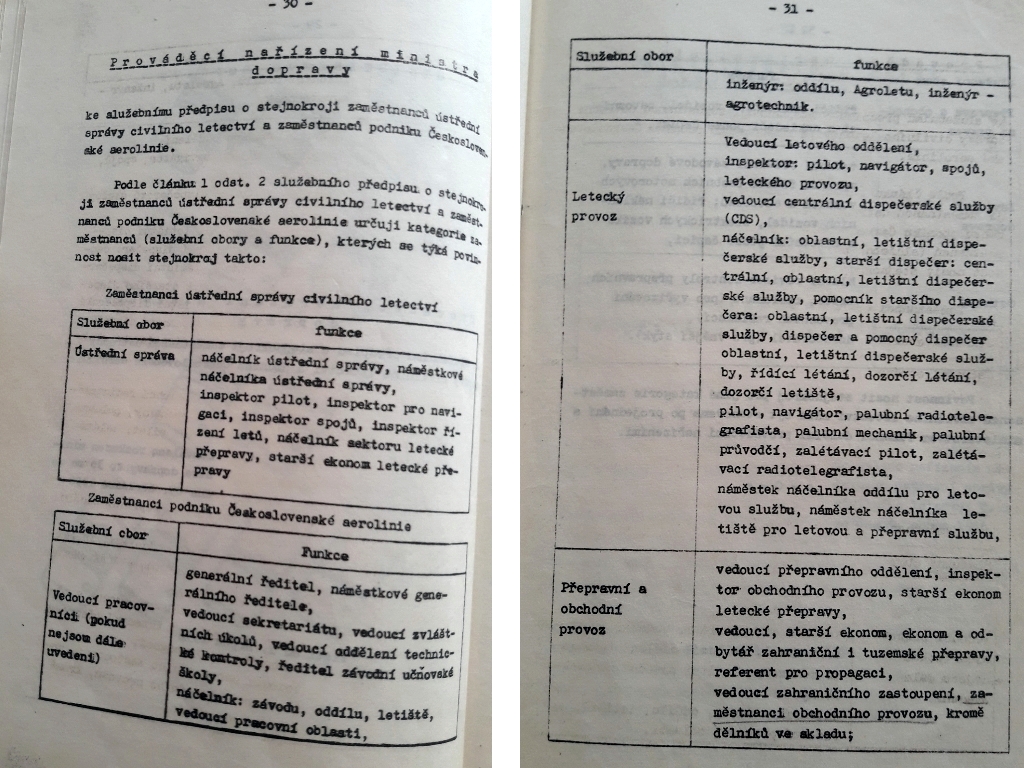 - 30 -
Prováděcí nařízení ministra
dopravy
ke služebnímu předpisu o stejnokroji zaměstnanců ústřední
správy civilního letectví a zaměstnanců podniku Českosloven-
ské aerolinie.
Podle článku 1 odst. 2 služebního předpisu o stejnokro-
ji zaměstnanců ústřední správy civilního letectví a zaměst-
nanců podniku Československé aerolinie určuji kategorie za-
městnanců (služební obory a funkce), kterých se týká povin-
nost nosit stejnokroj takto:
Zaměstnanci ústřední správy civilního letectví
Služební obor
funkce
Ústřední správa
náčelník ústřední správy, náměstkové
náčelníka ústřední správy,
inspektor pilot, inspektor pro navi-
gaci, inspektor spojů, inspektor ří-
zení letů, náčelník sektoru letecké
přepravy, starší ekonom letecké pře-
pravy
Zaměstnanci podniku Československé aerolinie
Služební obor
Funkce
Vedoucí pracov-
níci (pokud
nejsou dále
uvedeni)
generální ředitel, náměstkové gene-
rálního ředitele,
vedoucí sekretariátu, vedoucí zvlášt-
ních úkolů, vedoucí oddělení technic-
ké kontroly, ředitel závodní učňovské
školy,
náčelník: závodu, oddílu, letiště,
vedoucí pracovní oblasti,
- 31 -
Služební obor
funkce
inženýr: oddílu, Agroletu, inženýr -
agrotechnik.
Letecký
provoz
Vedoucí letového oddělení,
inspektor: pilot, navigátor, spojů,
leteckého provozu,
vedoucí centrální dispečerské služby
(CDS),
náčelník: oblastní, letištní dispe-
čerské služby, starší dispečer: cen-
trální, oblastní, letištní dispečer-
ské služby, pomocník staršího dispe-
čera: oblastní, letištní dispečerské
služby, dispečer a pomocný dispečer
oblastní, letištní dispečerské služ-
by, řídící létání, dozorčí létání,
dozorčí letiště,
pilot, navigátor, palubní radiotele-
grafista, palubní mechanik, palubní
průvodčí, zalétávací pilot, zalétá-
vací radiotelegrafista,
náměstek náčelníka oddílu pro leto-
vou službu, náměstek náčelníka le-
tiště pro letovou a přepravní službu,
Přepravní a
obchodní
provoz
vedoucí přepravního oddělení, inspek-
tor obchodního provozu, starší ekonom
letecké přepravy,
vedoucí, starší ekonom, ekonom a od-
bytář zahraniční i tuzemské přepravy,
referent pro propagaci,
vedoucí zahraničního zastoupení, za-
městnanci obchodního provozu, kromě
dělníků ve skladu;